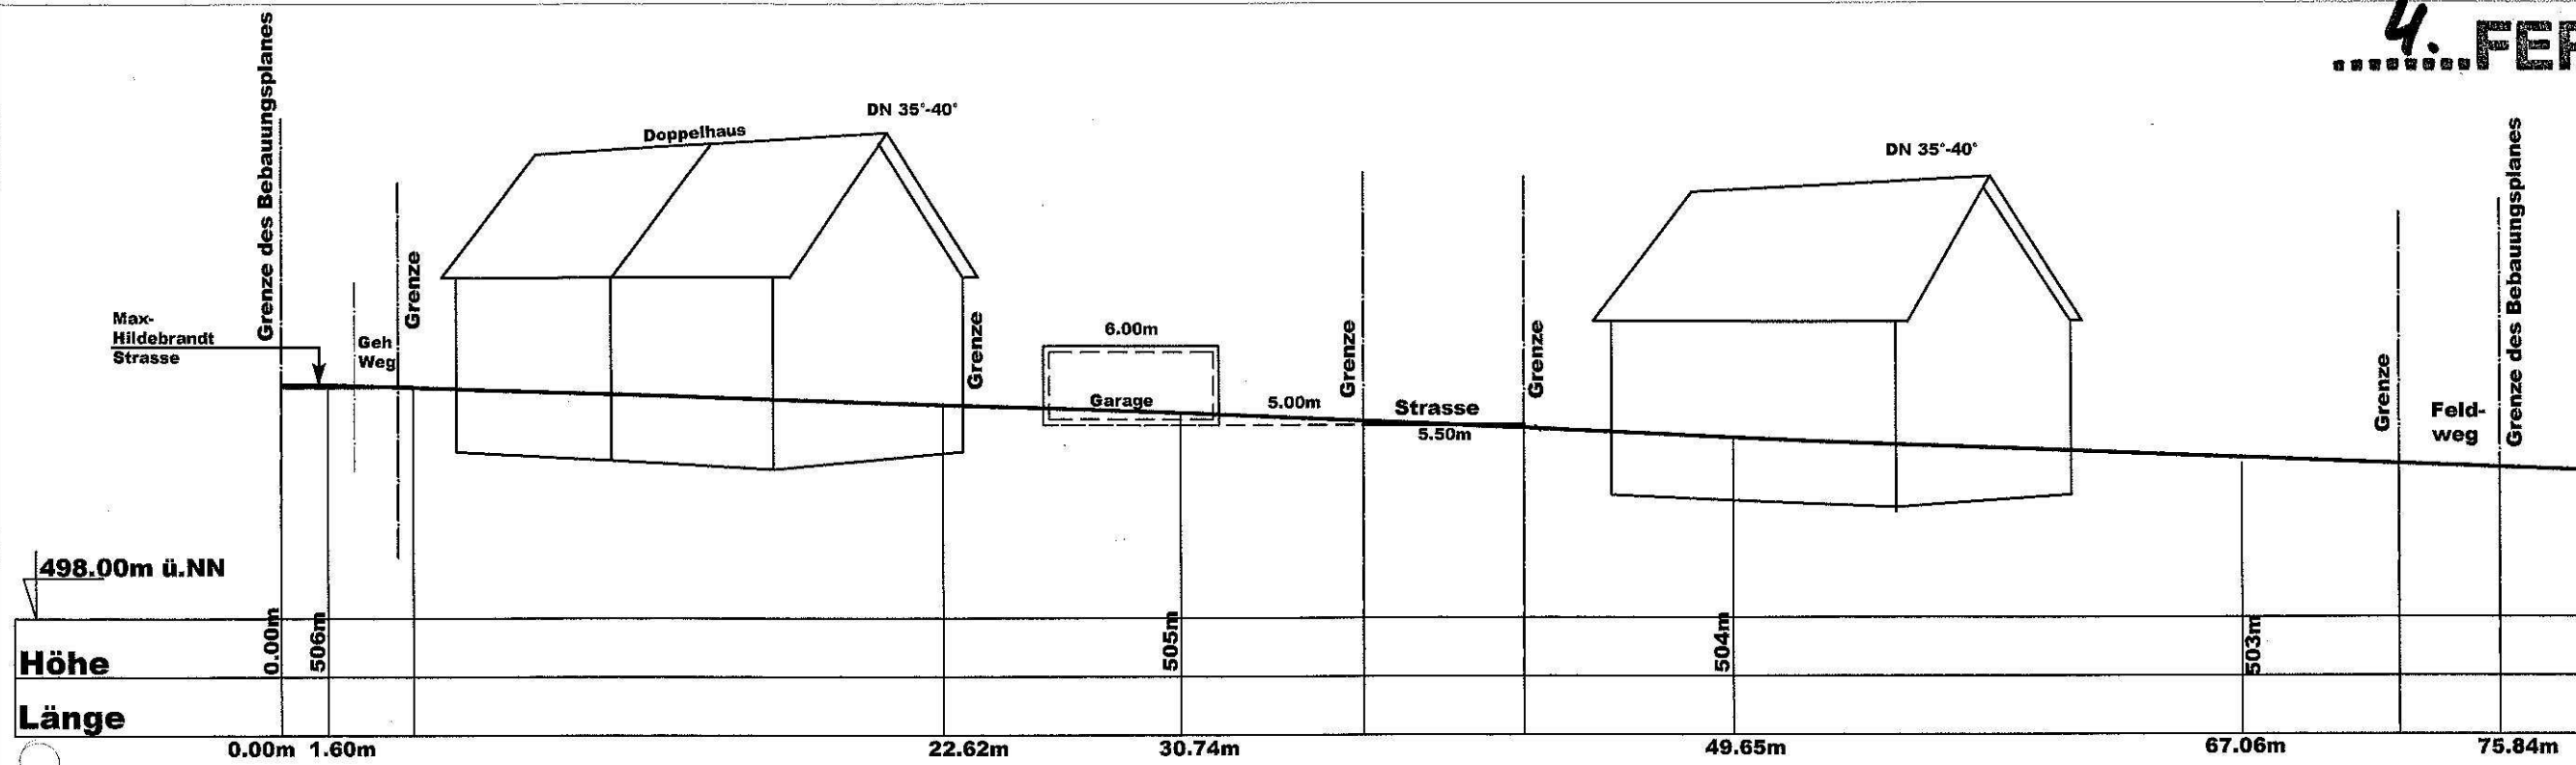 4. FER
Grenze des Bebauungsplanes
DN 35°-40°
Doppelhaus
DN 35°-40°
Grenze des Bebauungsplanes
Grenze
Max-
Hildebrandt
Strasse
Geh
Weg
Grenze
6.00m
Garage
5.00m
Grenze
Strasse
5.50m
Grenze
Grenze
Feld-
weg
498.00m ü.NN
Höhe
0.00m
506m
505m
504m
503m
Länge
0.00m 1.60m 22.62m 30.74m 49.65m 67.06m 75.84m